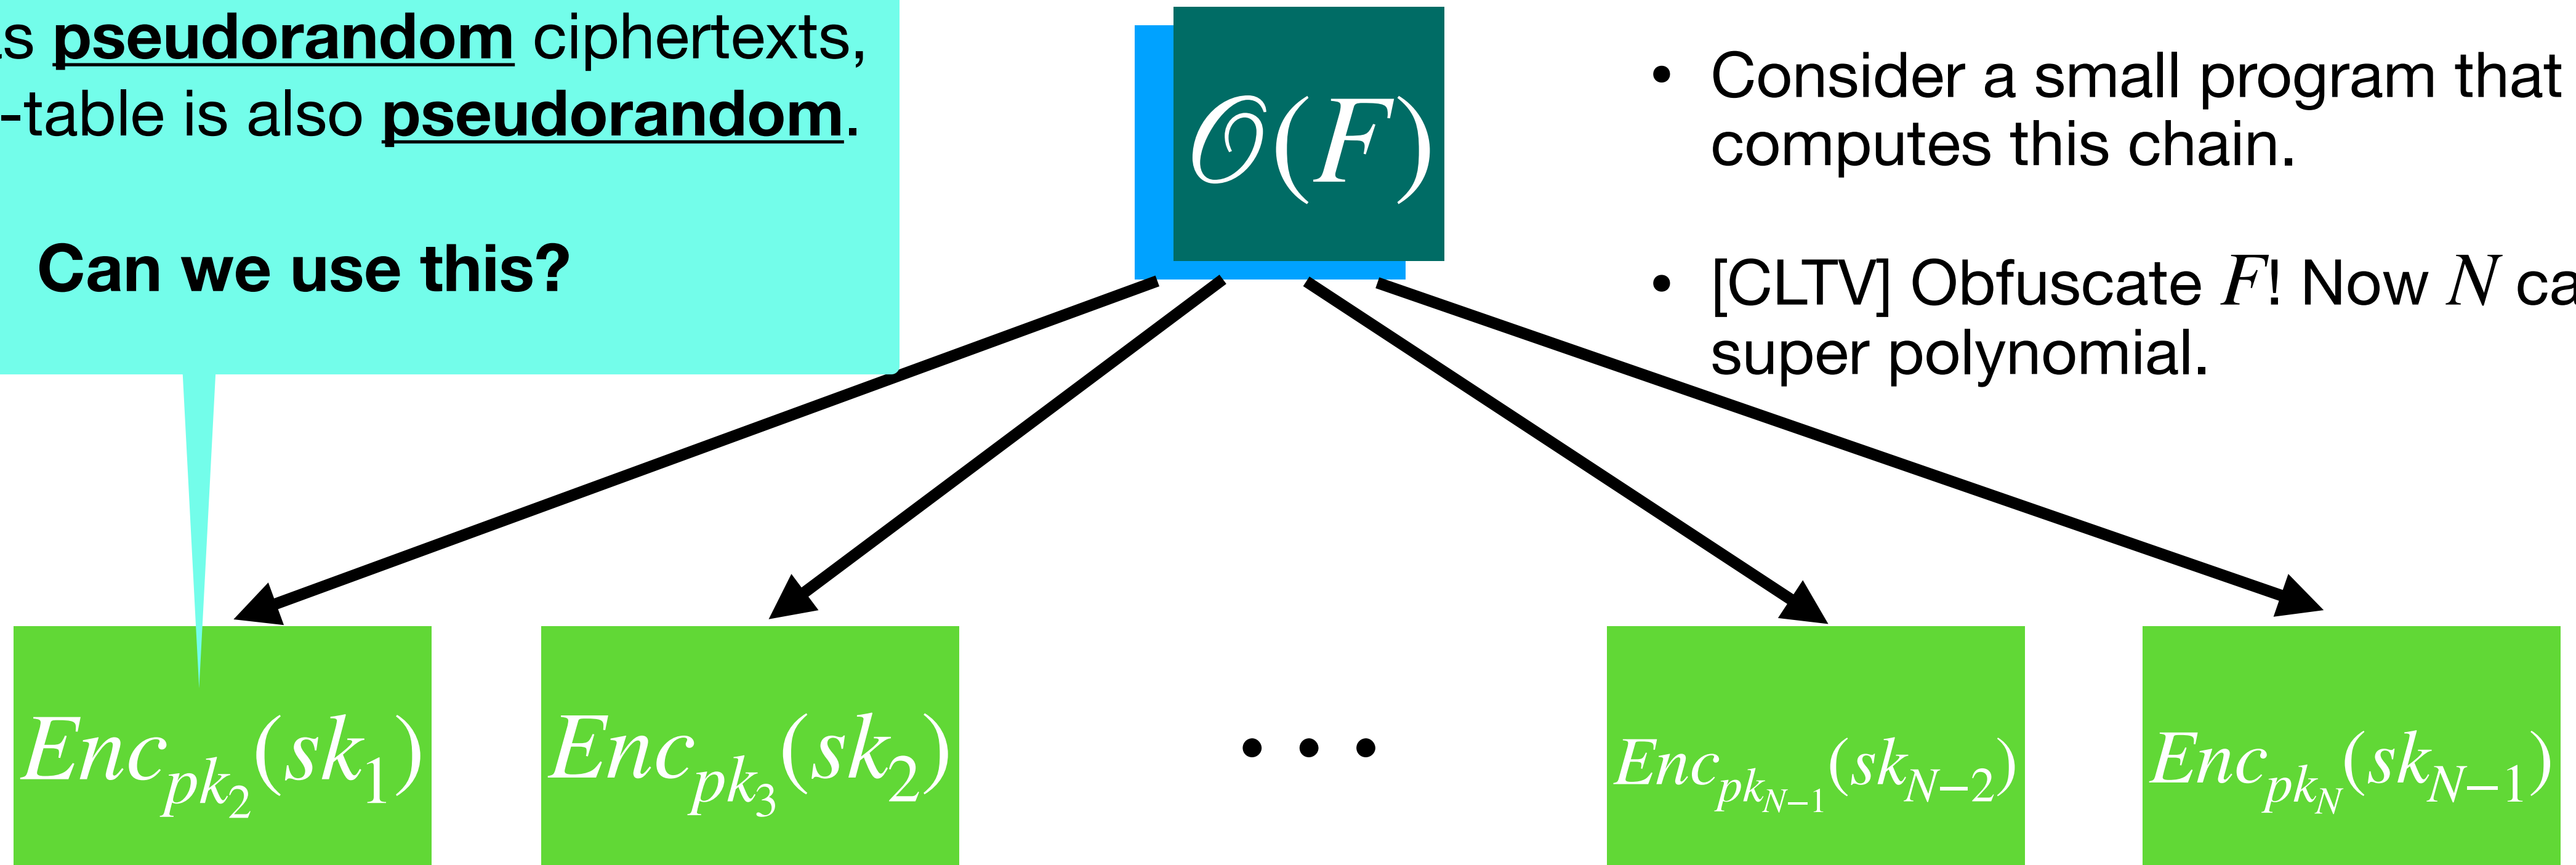 pseudorandom ciphertexts,
-table is also pseudorandom.
Can we use this?
𝒪(F)
• Consider a small program that
computes this chain.
• [CLTV] Obfuscate F! Now N
super polynomial.
Enc_{pk_2}(sk_1)
Enc_{pk_3}(sk_2)
• • •
Enc_{pk_{N−1}}(sk_{N−2})
Enc_{pk_N}(sk_{N−1})